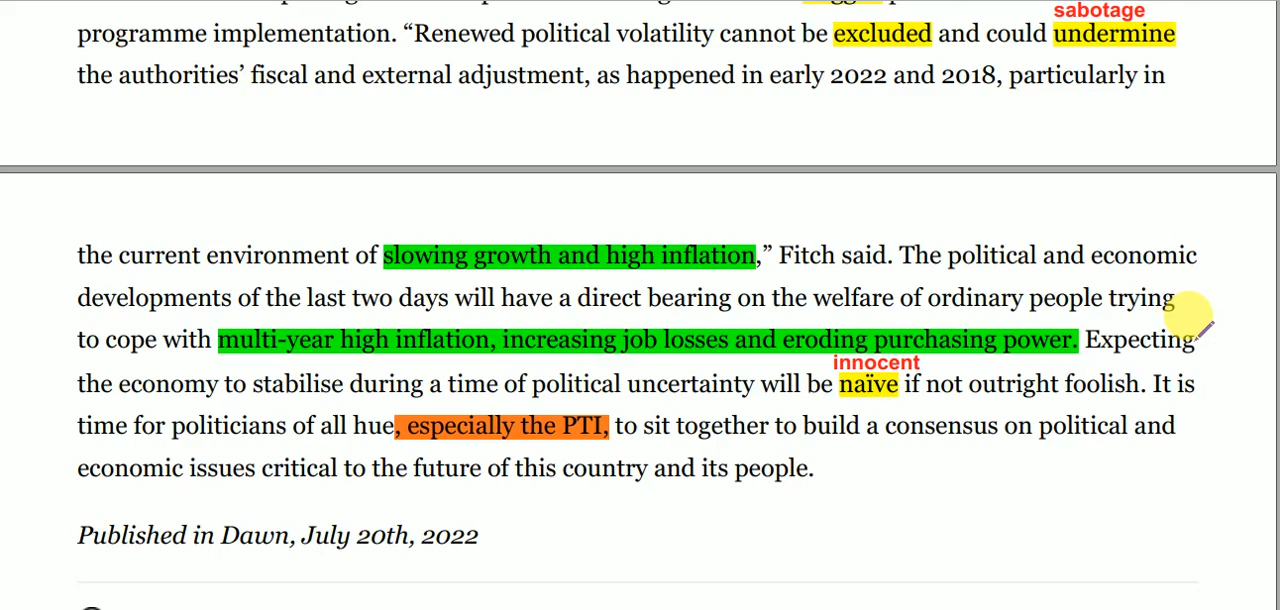 sabotage
programme implementation. “Renewed political volatility cannot be excluded and could undermine
the authorities’ fiscal and external adjustment, as happened in early 2022 and 2018, particularly in
the current environment of slowing growth and high inflation,” Fitch said. The political and economic
developments of the last two days will have a direct bearing on the welfare of ordinary people trying
to cope with multi-year high inflation, increasing job losses and eroding purchasing power. Expecting
innocent
the economy to stabilise during a time of political uncertainty will be naïve if not outright foolish. It is
time for politicians of all hue, especially the PTI, to sit together to build a consensus on political and
economic issues critical to the future of this country and its people.
Published in Dawn, July 20th, 2022